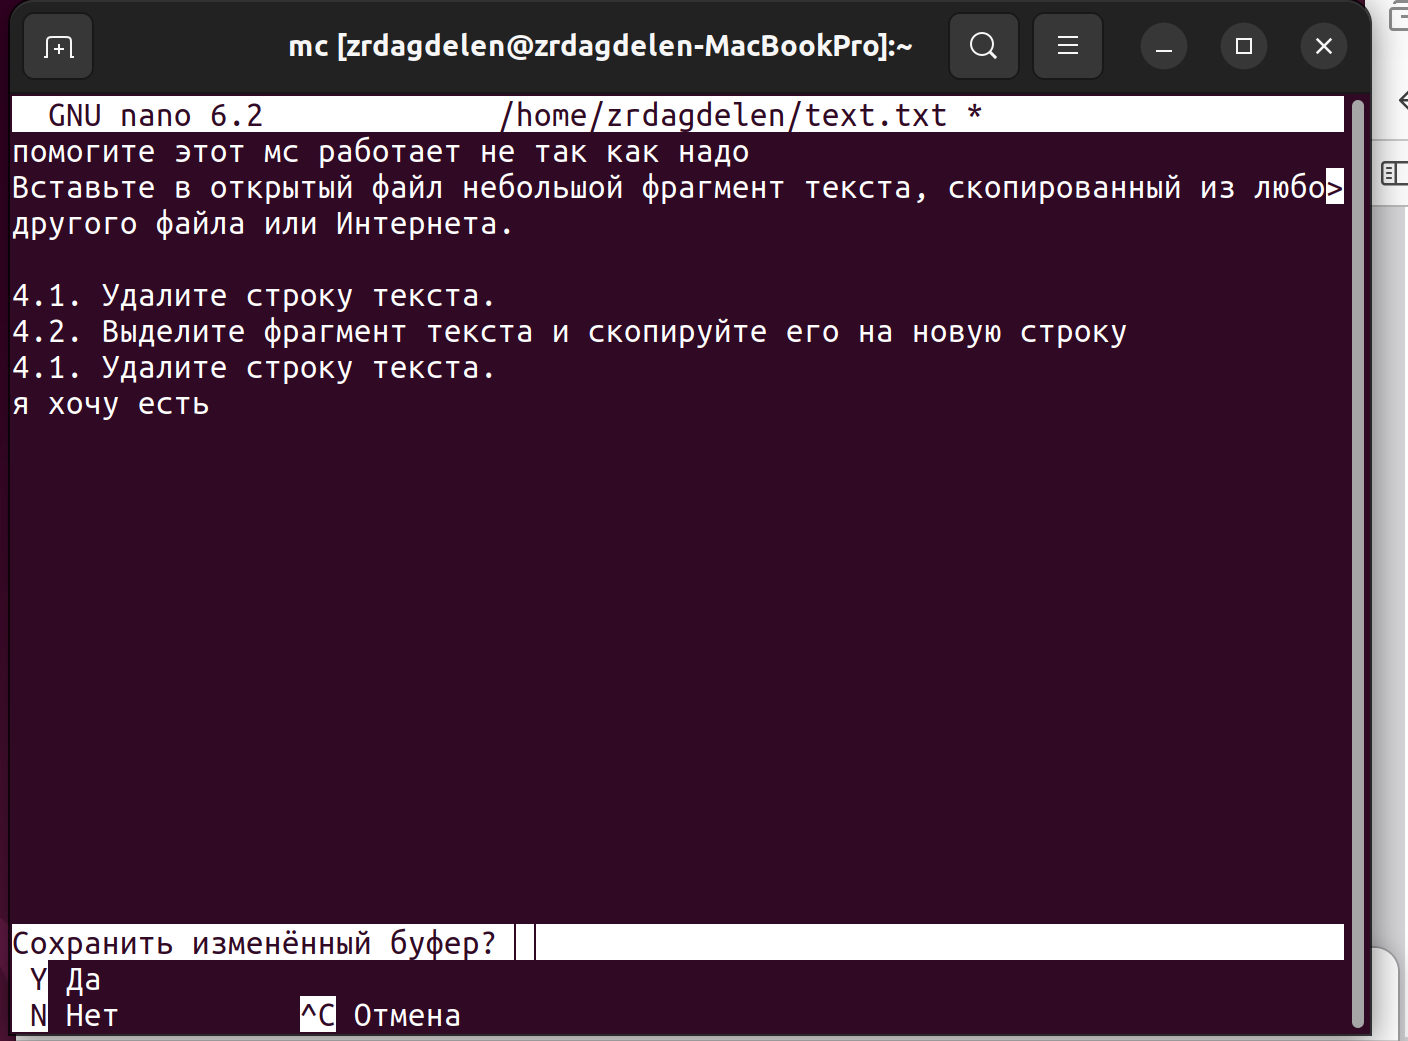 mc [zrdagdelen@zrdagdelen-MacBookPro]:~
GNU nano 6.2 /home/zrdagdelen/text.txt *
помогите этот мс работает не так как надо
Вставьте в открытый файл небольшой фрагмент текста, скопированный из любо>
другого файла или Интернета.
4.1. Удалите строку текста.
4.2. Выделите фрагмент текста и скопируйте его на новую строку
4.1. Удалите строку текста.
я хочу есть
Сохранить изменённый буфер?
Y Да
N Нет ^C Отмена